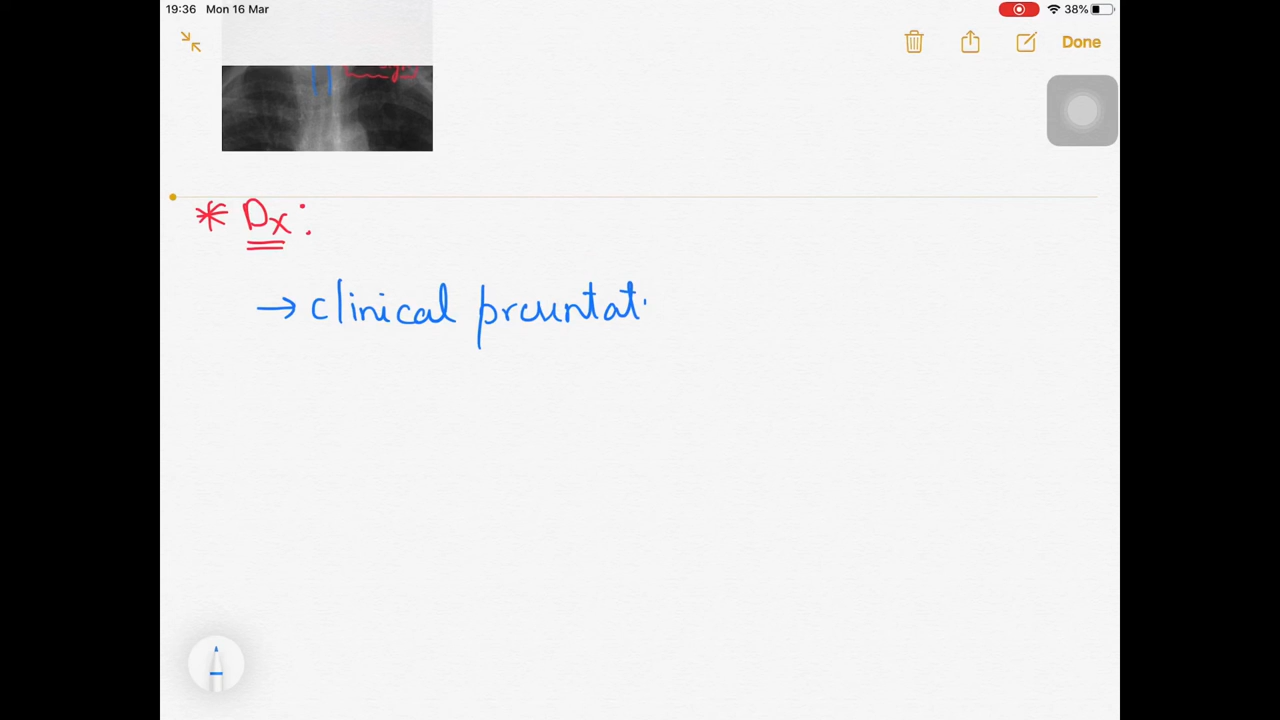 19:36 Mon 16 Mar
38%
Done
* Dx:
→ clinical presentat